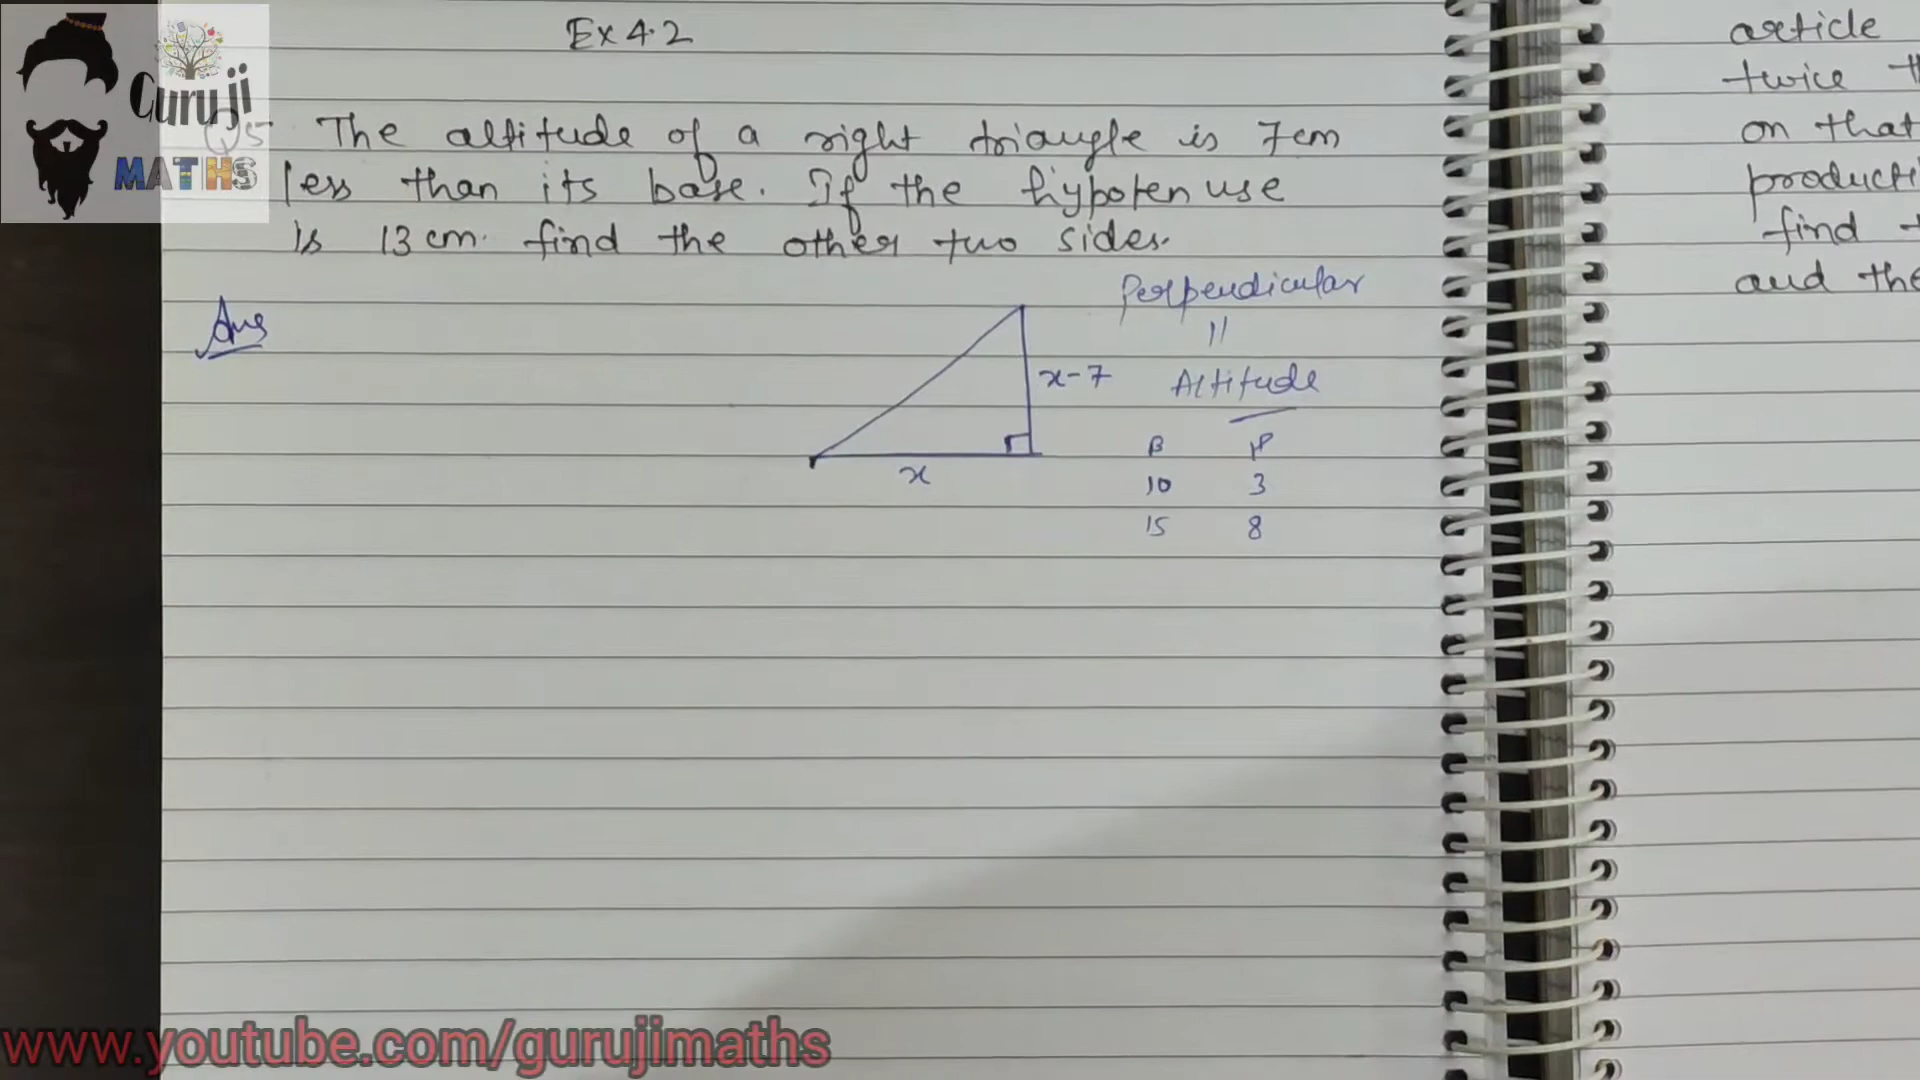 Ex 4.2
Guruji
MATHS
Q5 The altitude of a right triangle is 7cm
less than its base. If the hypotenuse
is 13 cm. find the other two sides.
Ans
Perpendicular
||
Altitude
x-7
x
B P
10 3
15 8
article
twice
on that
find
and the
www.youtube.com/gurujimaths